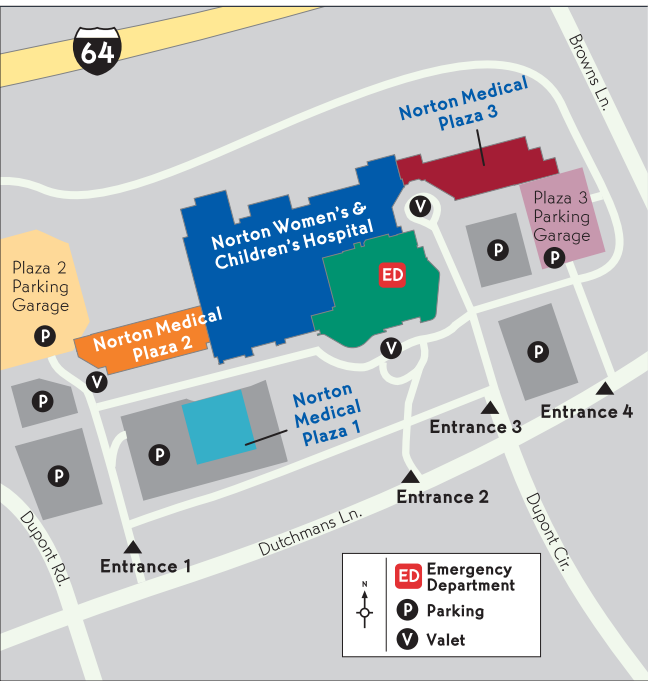 64
Browns Ln.
Norton Medical
Plaza 3
V
Norton Women's &
Children's Hospital
Plaza 3
Parking
Garage
P
P
Plaza 2
Parking
Garage
P
ED
Norton Medical
Plaza 2
V
V
P
P
P
P
Norton
Medical
Plaza 1
Entrance 4
Entrance 3
Entrance 2
Entrance 1
Dutchmans Ln.
Dupont Rd.
Dupont Cir.
N
ED Emergency
Department
P Parking
V Valet